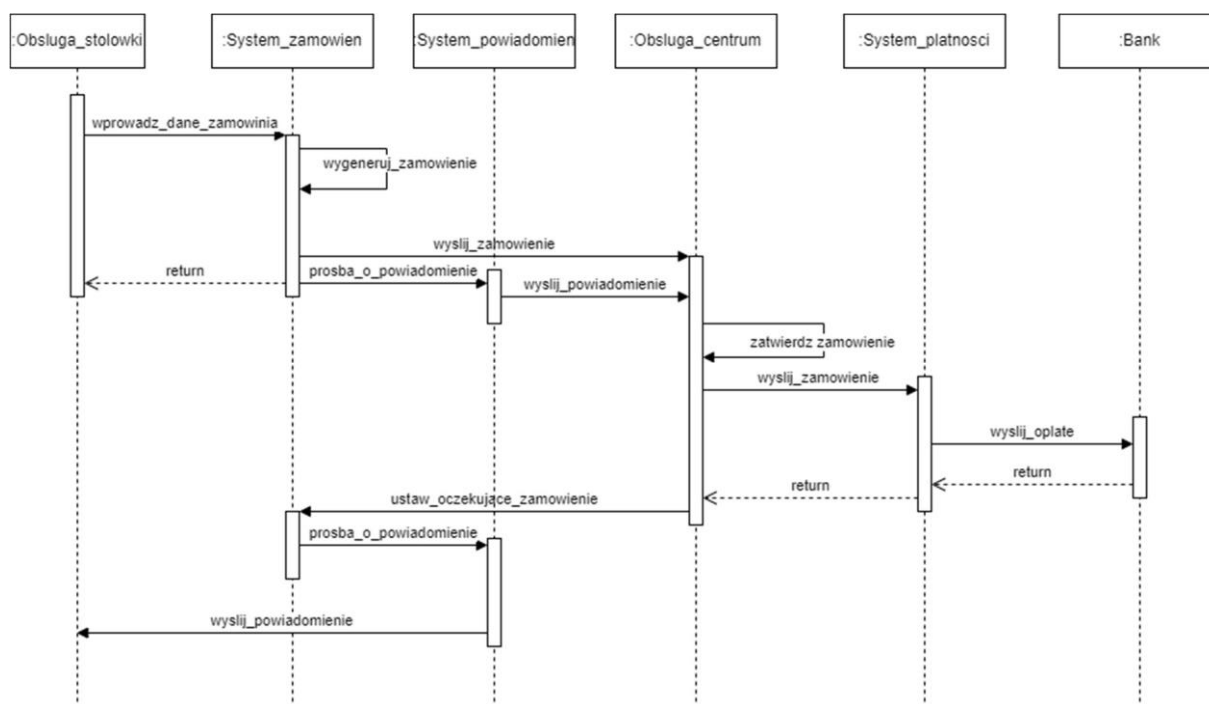 :Obsluga_stolowki
:System_zamowien
:System_powiadomien
:Obsluga_centrum
:System_platnosci
:Bank
wprowadz_dane_zamowinia
wygeneruj_zamowienie
wyslij_zamowienie
return
prosba_o_powiadomienie
wyslij_powiadomienie
zatwierdz zamowienie
wyslij_zamowienie
wyslij_oplate
return
return
ustaw_oczekujące_zamowienie
prosba_o_powiadomienie
wyslij_powiadomienie